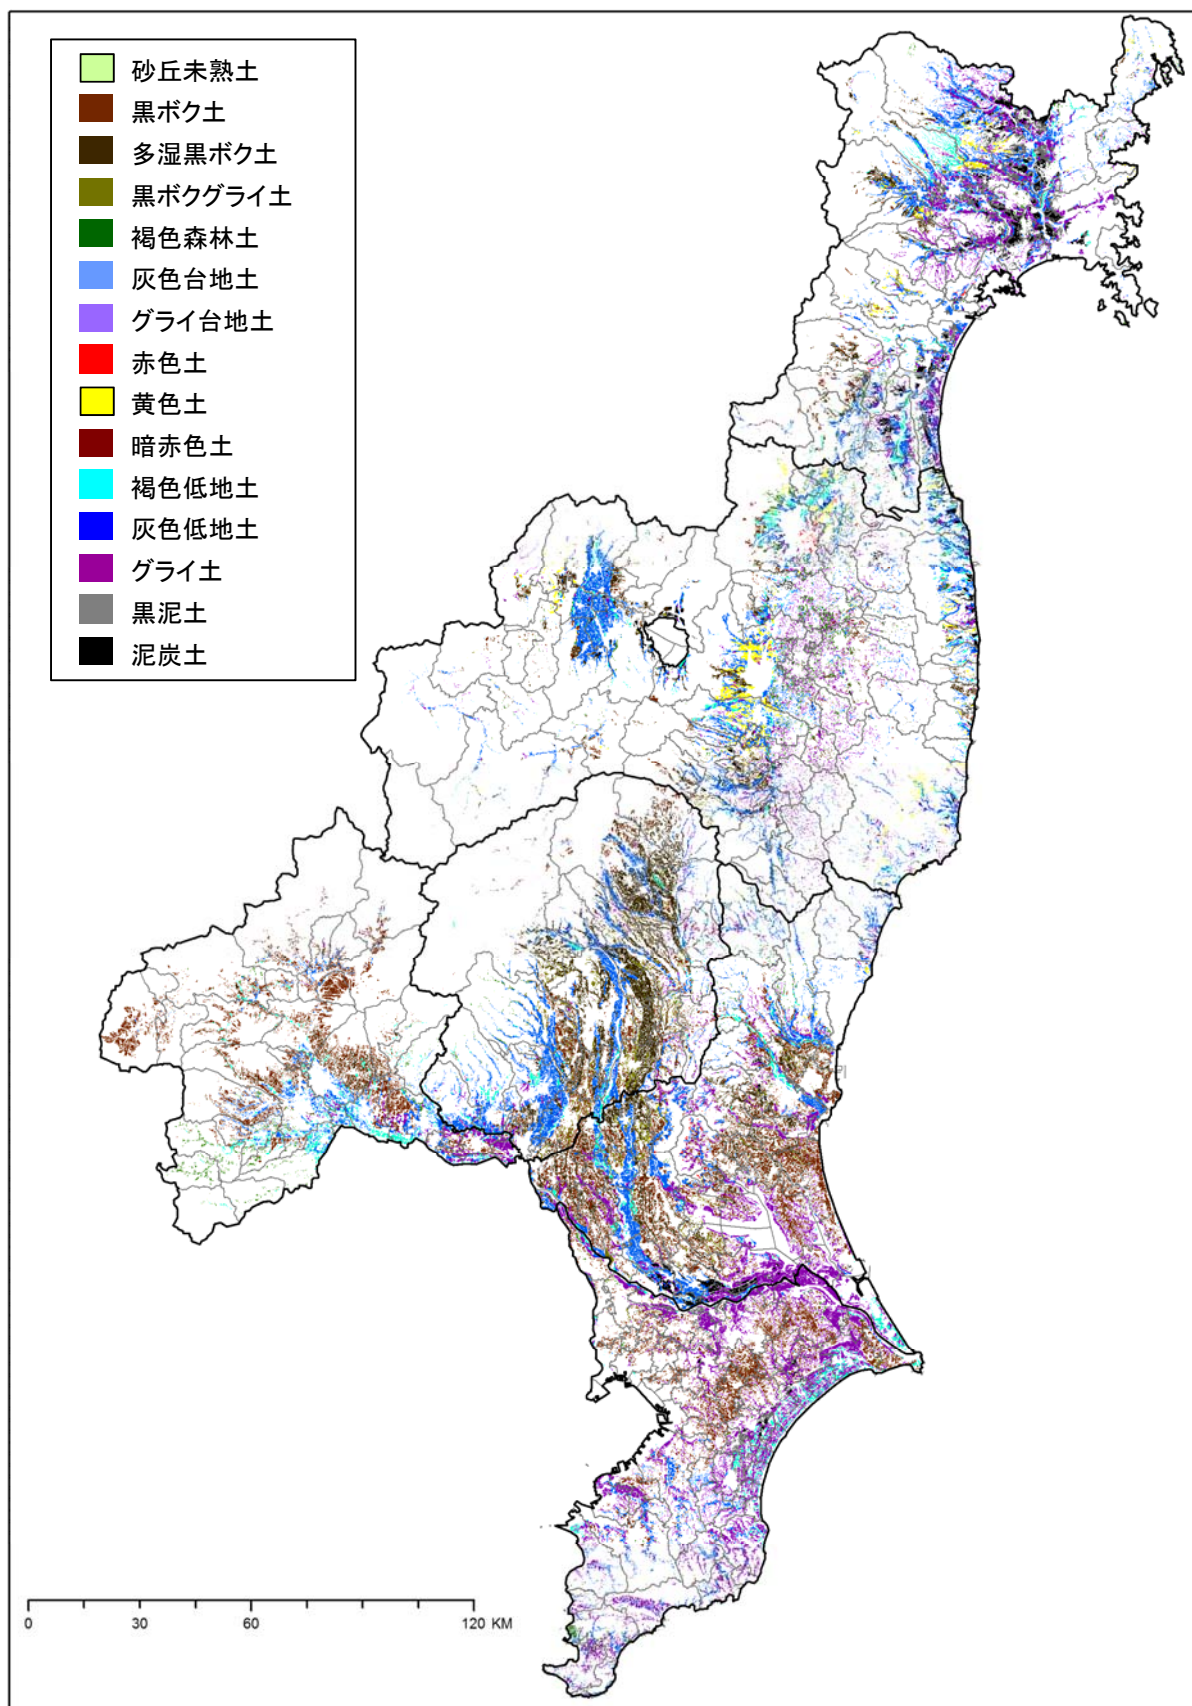 砂丘未熟土
黒ボク土
多湿黒ボク土
黒ボクグライ土
褐色森林土
灰色台地土
グライ台地土
赤色土
黄色土
暗赤色土
褐色低地土
灰色低地土
グライ土
黒泥土
泥炭土
0 30 60 120 KM